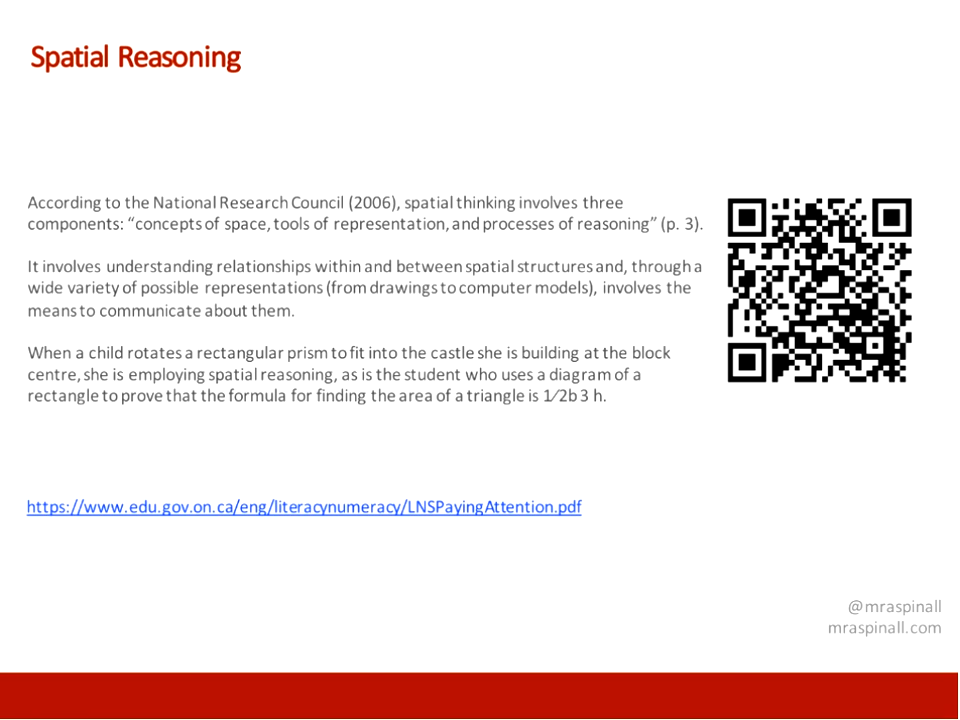 Spatial Reasoning
According to the National Research Council (2006), spatial thinking involves three
components: “concepts of space, tools of representation, and processes of reasoning” (p. 3).
It involves understanding relationships within and between spatial structures and, through a
wide variety of possible representations (from drawings to computer models), involves the
means to communicate about them.
When a child rotates a rectangular prism to fit into the castle she is building at the block
centre, she is employing spatial reasoning, as is the student who uses a diagram of a
rectangle to prove that the formula for finding the area of a triangle is 1⁄2b 3 h.
https://www.edu.gov.on.ca/eng/literacynumeracy/LNSPayingAttention.pdf
@mraspinall
mraspinall.com